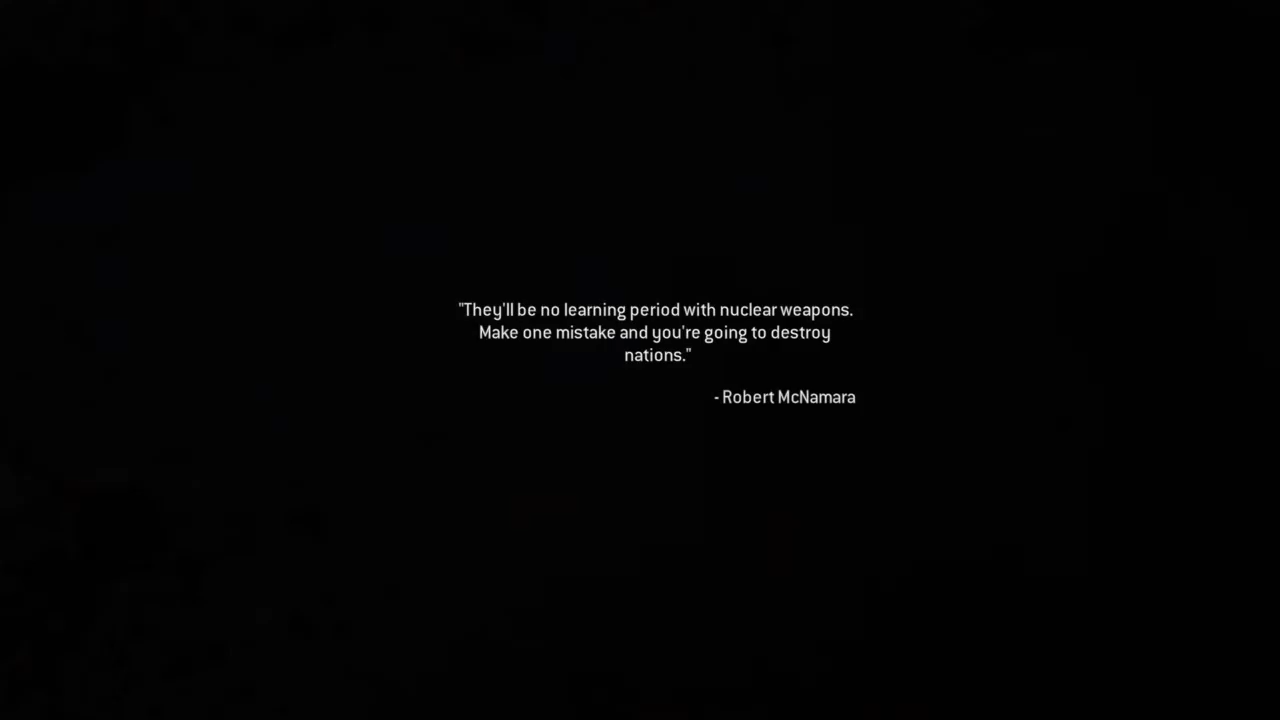 "They'll be no learning period with nuclear weapons.
Make one mistake and you're going to destroy
nations."
- Robert McNamara